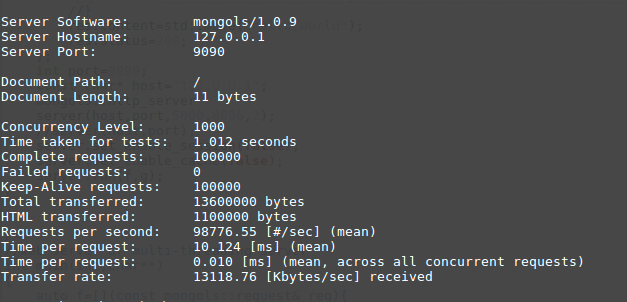 Server Software:        mongols/1.0.9
Server Hostname:        127.0.0.1
Server Port:            9090
Document Path:          /
Document Length:        11 bytes
Concurrency Level:      1000
Time taken for tests:   1.012 seconds
Complete requests:      100000
Failed requests:        0
Keep-Alive requests:    100000
Total transferred:      13600000 bytes
HTML transferred:       1100000 bytes
Requests per second:    98776.55 [#/sec] (mean)
Time per request:       10.124 [ms] (mean)
Time per request:       0.010 [ms] (mean, across all concurrent requests)
Transfer rate:          13118.76 [Kbytes/sec] received